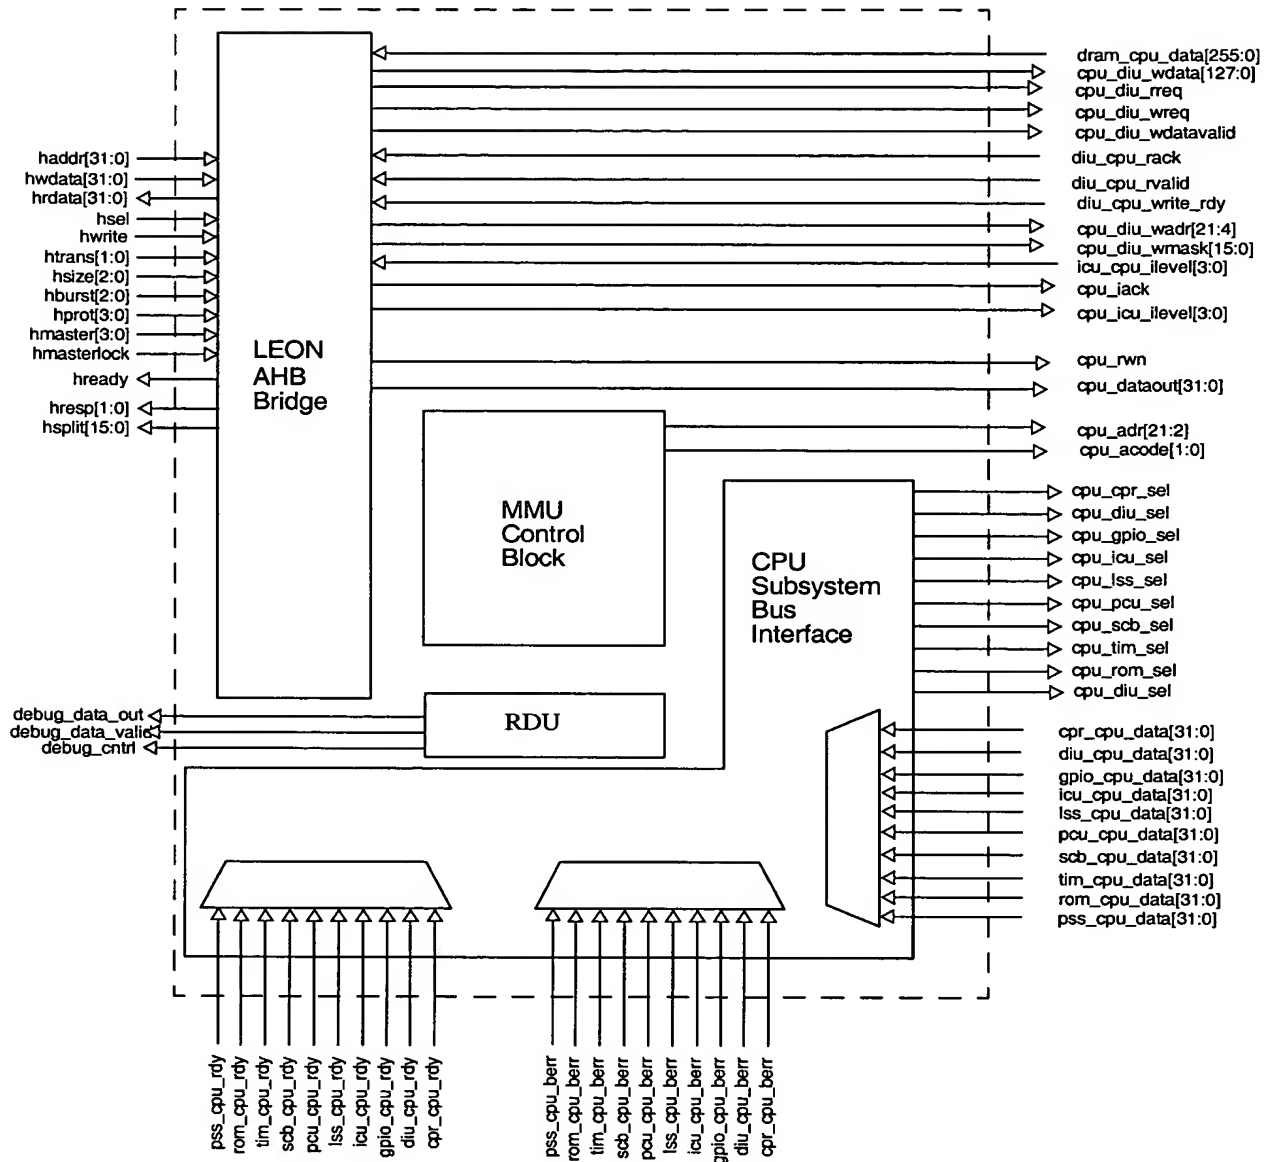 haddr[31:0]
hwdata[31:0]
hrdata[31:0]
hsel
hwrite
htrans[1:0]
hsize[2:0]
hburst[2:0}
hprot[3:0]
hmaster[3:0]
hmasterlock
hready
hresp[1:0]
hsplit[15:0]
LEON
AHB
Bridge
dram_cpu_data[255:0]
cpu_diu_wdata[127:0]
cpu_diu_rreq
cpu_diu_wreq
cpu_diu_wdatavalid
diu_cpu_rack
diu_cpu_rvalid
diu_cpu_write_rdy
cpu_diu_wadr[21:4]
cpu_diu_wmask[15:0]
icu_cpu_ilevel[3:0]
cpu_iack
cpu_icu_ilevel[3:0]
cpu_rwn
cpu_dataout[31:0]
cpu_adr[21:2]
cpu_acode[1:0]
MMU
Control
Block
CPU
Subsystem
Bus
Interface
cpu_cpr_sel
cpu_diu_sel
cpu_gpio_sel
cpu_icu_sel
cpu_lss_sel
cpu_pcu_sel
cpu_scb_sel
cpu_tim_sel
cpu_rom_sel
cpu_diu_sel
debug_data_out
debug_data_valid
debug_cntrl
RDU
cpr_cpu_data[31:0]
diu_cpu_data[31:0]
gpio_cpu_data[31:0]
icu_cpu_data[31:0]
lss_cpu_data[31:0]
pcu_cpu_data[31:0]
scb_cpu_data[31:0]
tim_cpu_data[31:0]
rom_cpu_data[31:0]
pss_cpu_data[31:0]
pss_cpu_rdy
rom_cpu_rdy
tim_cpu_rdy
scb_cpu_rdy
pcu_cpu_rdy
lss_cpu_rdy
icu_cpu_rdy
gpio_cpu_rdy
diu_cpu_rdy
cpr_cpu_rdy
pss_cpu_berr
rom_cpu_berr
tim_cpu_berr
scb_cpu_berr
pcu_cpu_berr
lss_cpu_berr
icu_cpu_berr
gpio_cpu_berr
diu_cpu_berr
cpr_cpu_berr